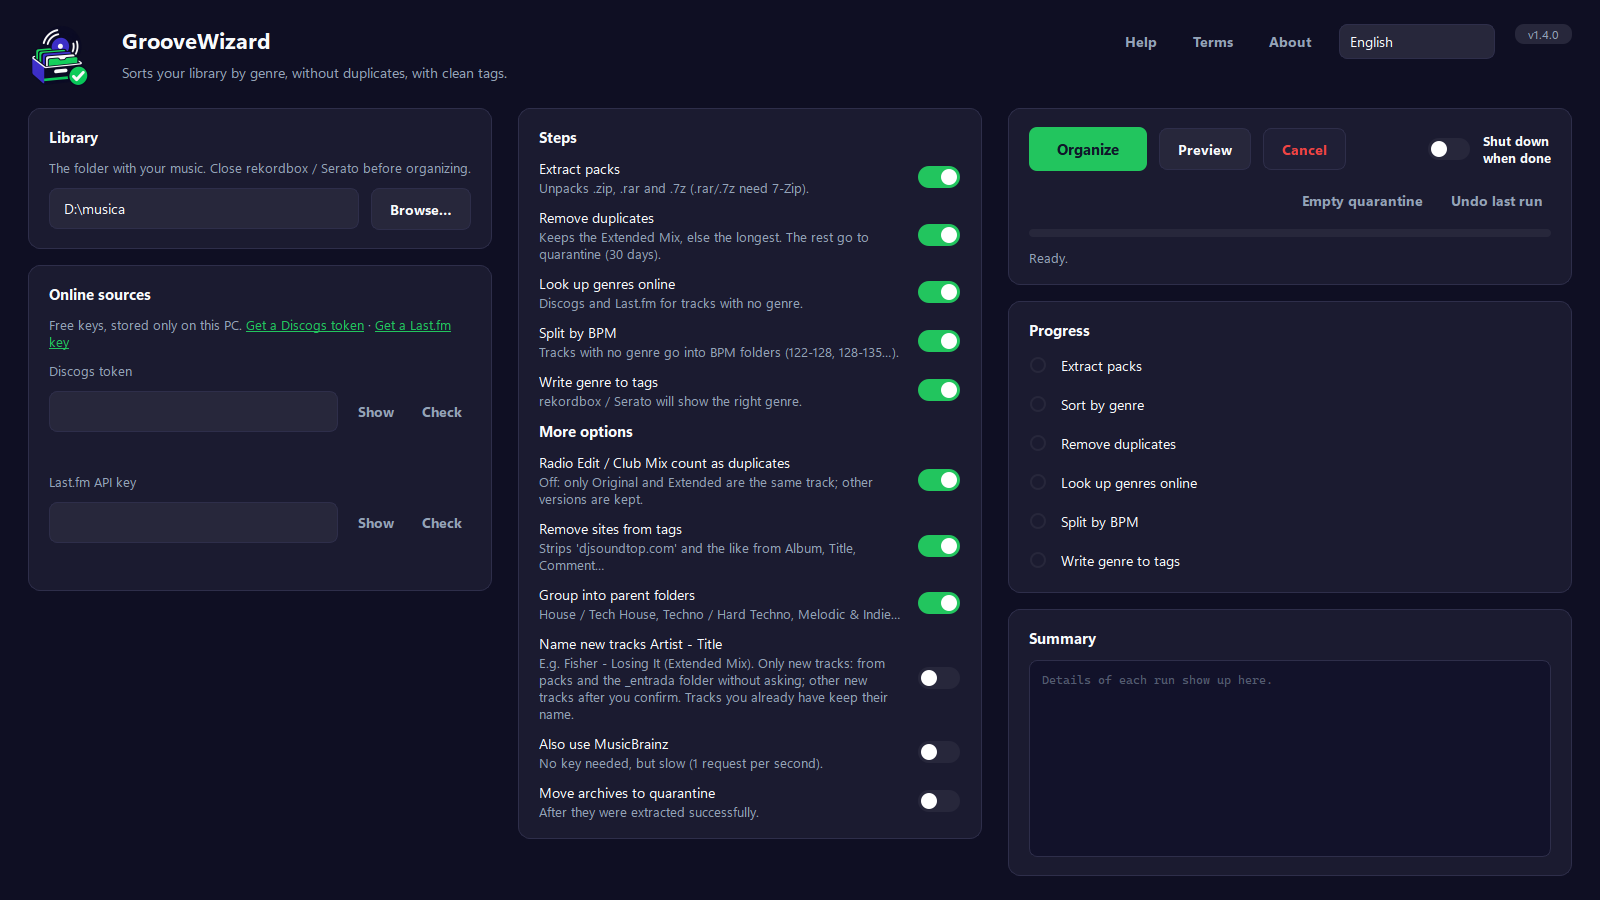 GrooveWizard
Sorts your library by genre, without duplicates, with clean tags.
Help
Terms
About
English
v1.4.0
Library
The folder with your music. Close rekordbox / Serato before organizing.
D:\musica
Browse...
Online sources
Free keys, stored only on this PC. Get a Discogs token · Get a Last.fm
key
Discogs token
Show
Check
Last.fm API key
Show
Check
Steps
Extract packs
Unpacks .zip, .rar and .7z (.rar/.7z need 7-Zip).
Remove duplicates
Keeps the Extended Mix, else the longest. The rest go to
quarantine (30 days).
Look up genres online
Discogs and Last.fm for tracks with no genre.
Split by BPM
Tracks with no genre go into BPM folders (122-128, 128-135...).
Write genre to tags
rekordbox / Serato will show the right genre.
More options
Radio Edit / Club Mix count as duplicates
Off: only Original and Extended are the same track; other
versions are kept.
Remove sites from tags
Strips 'djsoundtop.com' and the like from Album, Title,
Comment...
Group into parent folders
House / Tech House, Techno / Hard Techno, Melodic & Indie...
Name new tracks Artist - Title
E.g. Fisher - Losing It (Extended Mix). Only new tracks: from
packs and the _entrada folder without asking; other new
tracks after you confirm. Tracks you already have keep their
name.
Also use MusicBrainz
No key needed, but slow (1 request per second).
Move archives to quarantine
After they were extracted successfully.
Organize
Preview
Cancel
Shut down
when done
Empty quarantine
Undo last run
Ready.
Progress
Extract packs
Sort by genre
Remove duplicates
Look up genres online
Split by BPM
Write genre to tags
Summary
Details of each run show up here.